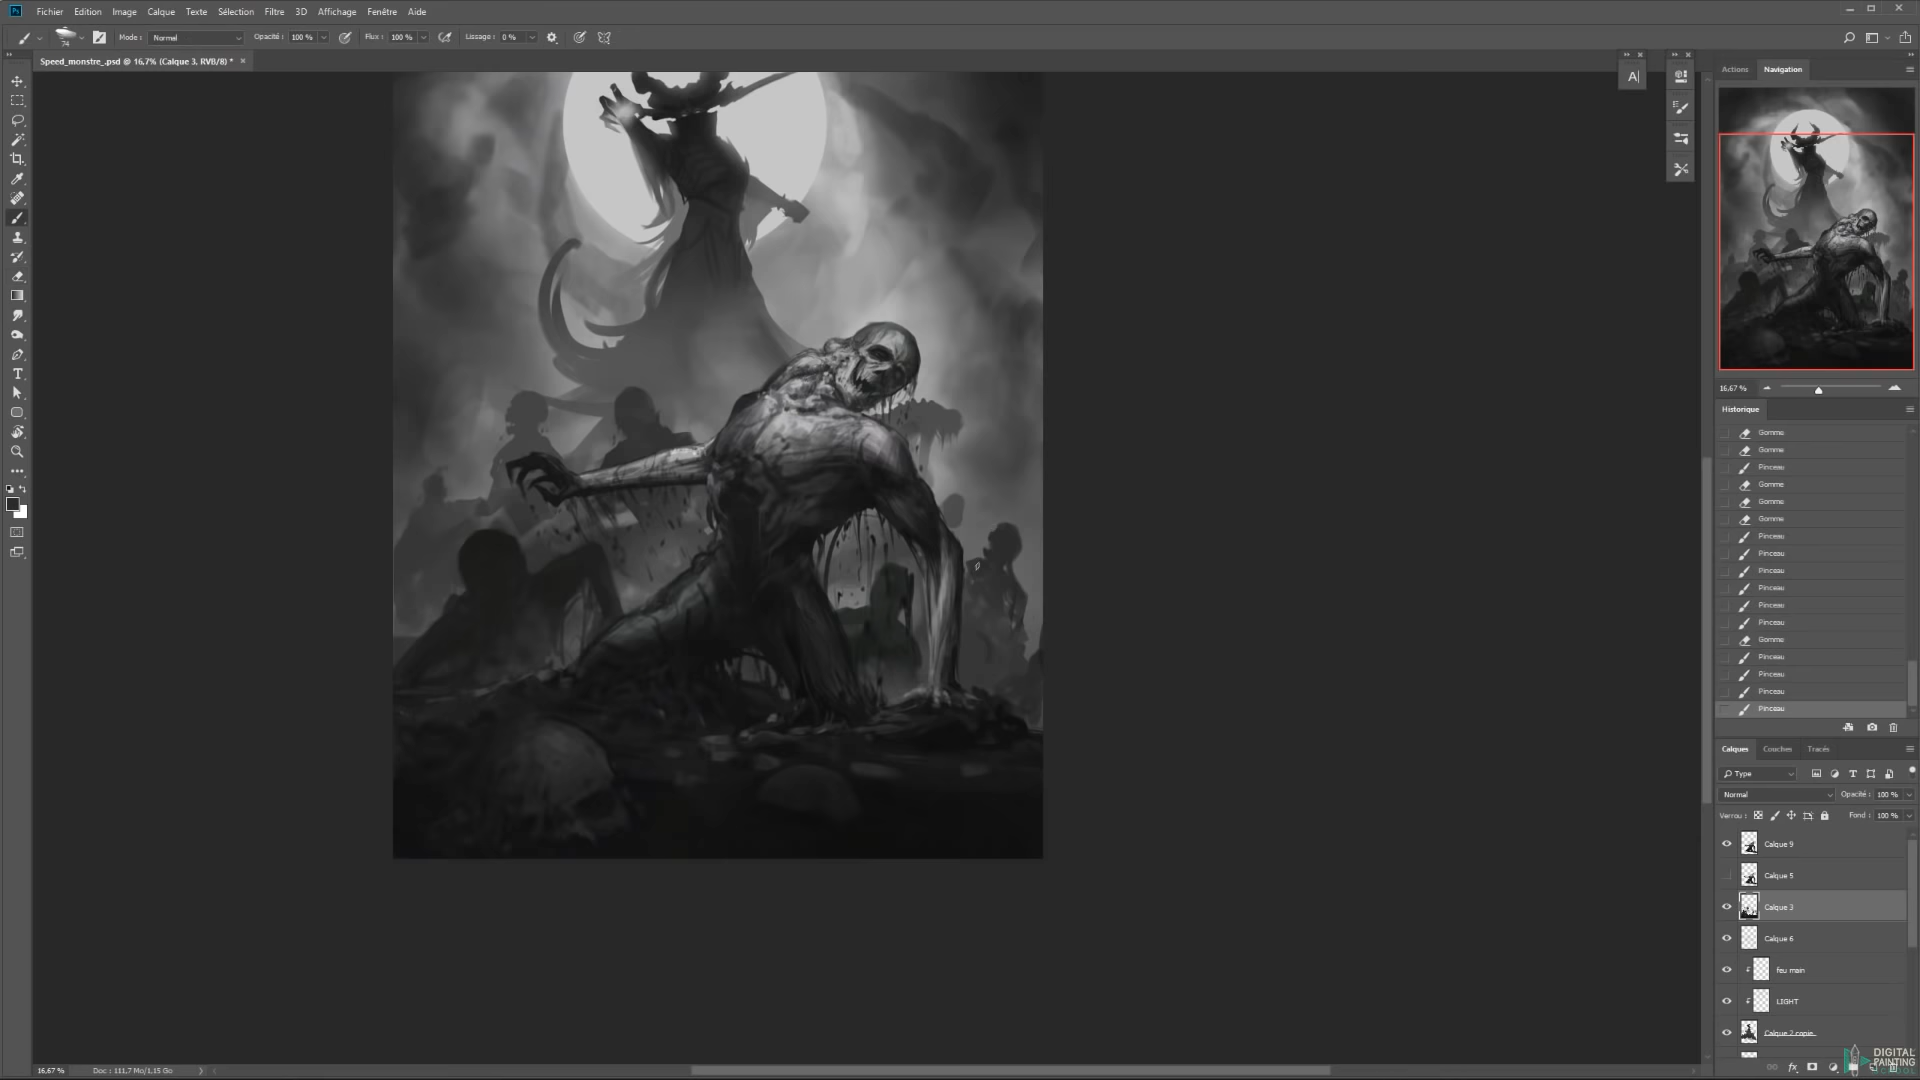 Fichier Edition Image Calque Texte Sélection Filtre 3D Affichage Fenêtre Aide
74 Mode : Normal Opacité : 100 % Flux : 100 % Lissage : 0 %
Speed_monstre_.psd @ 16,7% (Calque 3, RVB/8) *
A|
Actions Navigation
16.67 %
Historique
Gomme
Gomme
Pinceau
Gomme
Gomme
Gomme
Pinceau
Pinceau
Pinceau
Pinceau
Pinceau
Pinceau
Gomme
Pinceau
Pinceau
Pinceau
Pinceau
Calques Couches Tracés
Type
Normal Opacité : 100 %
Verrou : Fond : 100 %
Calque 9
Calque 5
Calque 3
Calque 6
feu main
LIGHT
Calque 2 copie
fx
DIGITAL
PAINTING
SCHOOL
16.67 % Doc : 111,7 Mo/1,15 Go